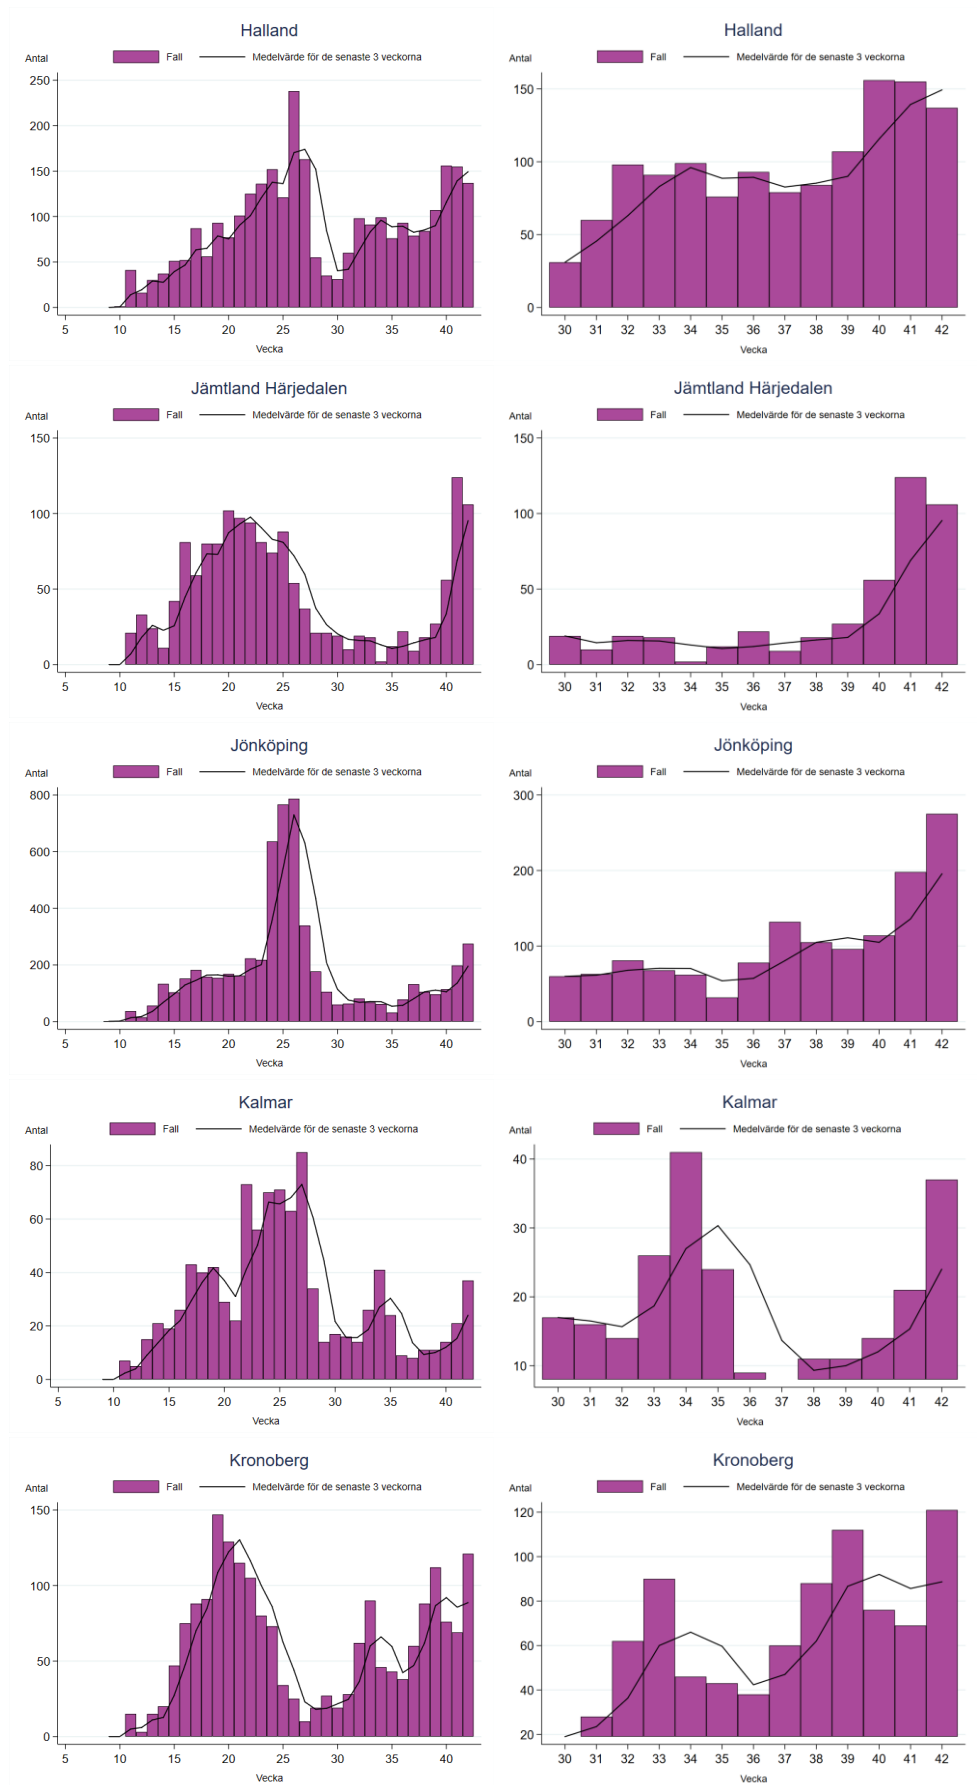 Halland
Antal
Fall
Medelvärde för de senaste 3 veckorna
250
200
150
100
50
0
5 10 15 20 25 30 35 40
Vecka
Halland
Antal
Fall
Medelvärde för de senaste 3 veckorna
150
100
50
0
30 31 32 33 34 35 36 37 38 39 40 41 42
Vecka
Jämtland Härjedalen
Antal
Fall
Medelvärde för de senaste 3 veckorna
150
100
50
0
5 10 15 20 25 30 35 40
Vecka
Jämtland Härjedalen
Antal
Fall
Medelvärde för de senaste 3 veckorna
150
100
50
0
30 31 32 33 34 35 36 37 38 39 40 41 42
Vecka
Jönköping
Antal
Fall
Medelvärde för de senaste 3 veckorna
800
600
400
200
0
5 10 15 20 25 30 35 40
Vecka
Jönköping
Antal
Fall
Medelvärde för de senaste 3 veckorna
300
200
100
0
30 31 32 33 34 35 36 37 38 39 40 41 42
Vecka
Kalmar
Antal
Fall
Medelvärde för de senaste 3 veckorna
80
60
40
20
0
5 10 15 20 25 30 35 40
Vecka
Kalmar
Antal
Fall
Medelvärde för de senaste 3 veckorna
40
30
20
10
30 31 32 33 34 35 36 37 38 39 40 41 42
Vecka
Kronoberg
Antal
Fall
Medelvärde för de senaste 3 veckorna
150
100
50
0
5 10 15 20 25 30 35 40
Vecka
Kronoberg
Antal
Fall
Medelvärde för de senaste 3 veckorna
120
100
80
60
40
20
30 31 32 33 34 35 36 37 38 39 40 41 42
Vecka